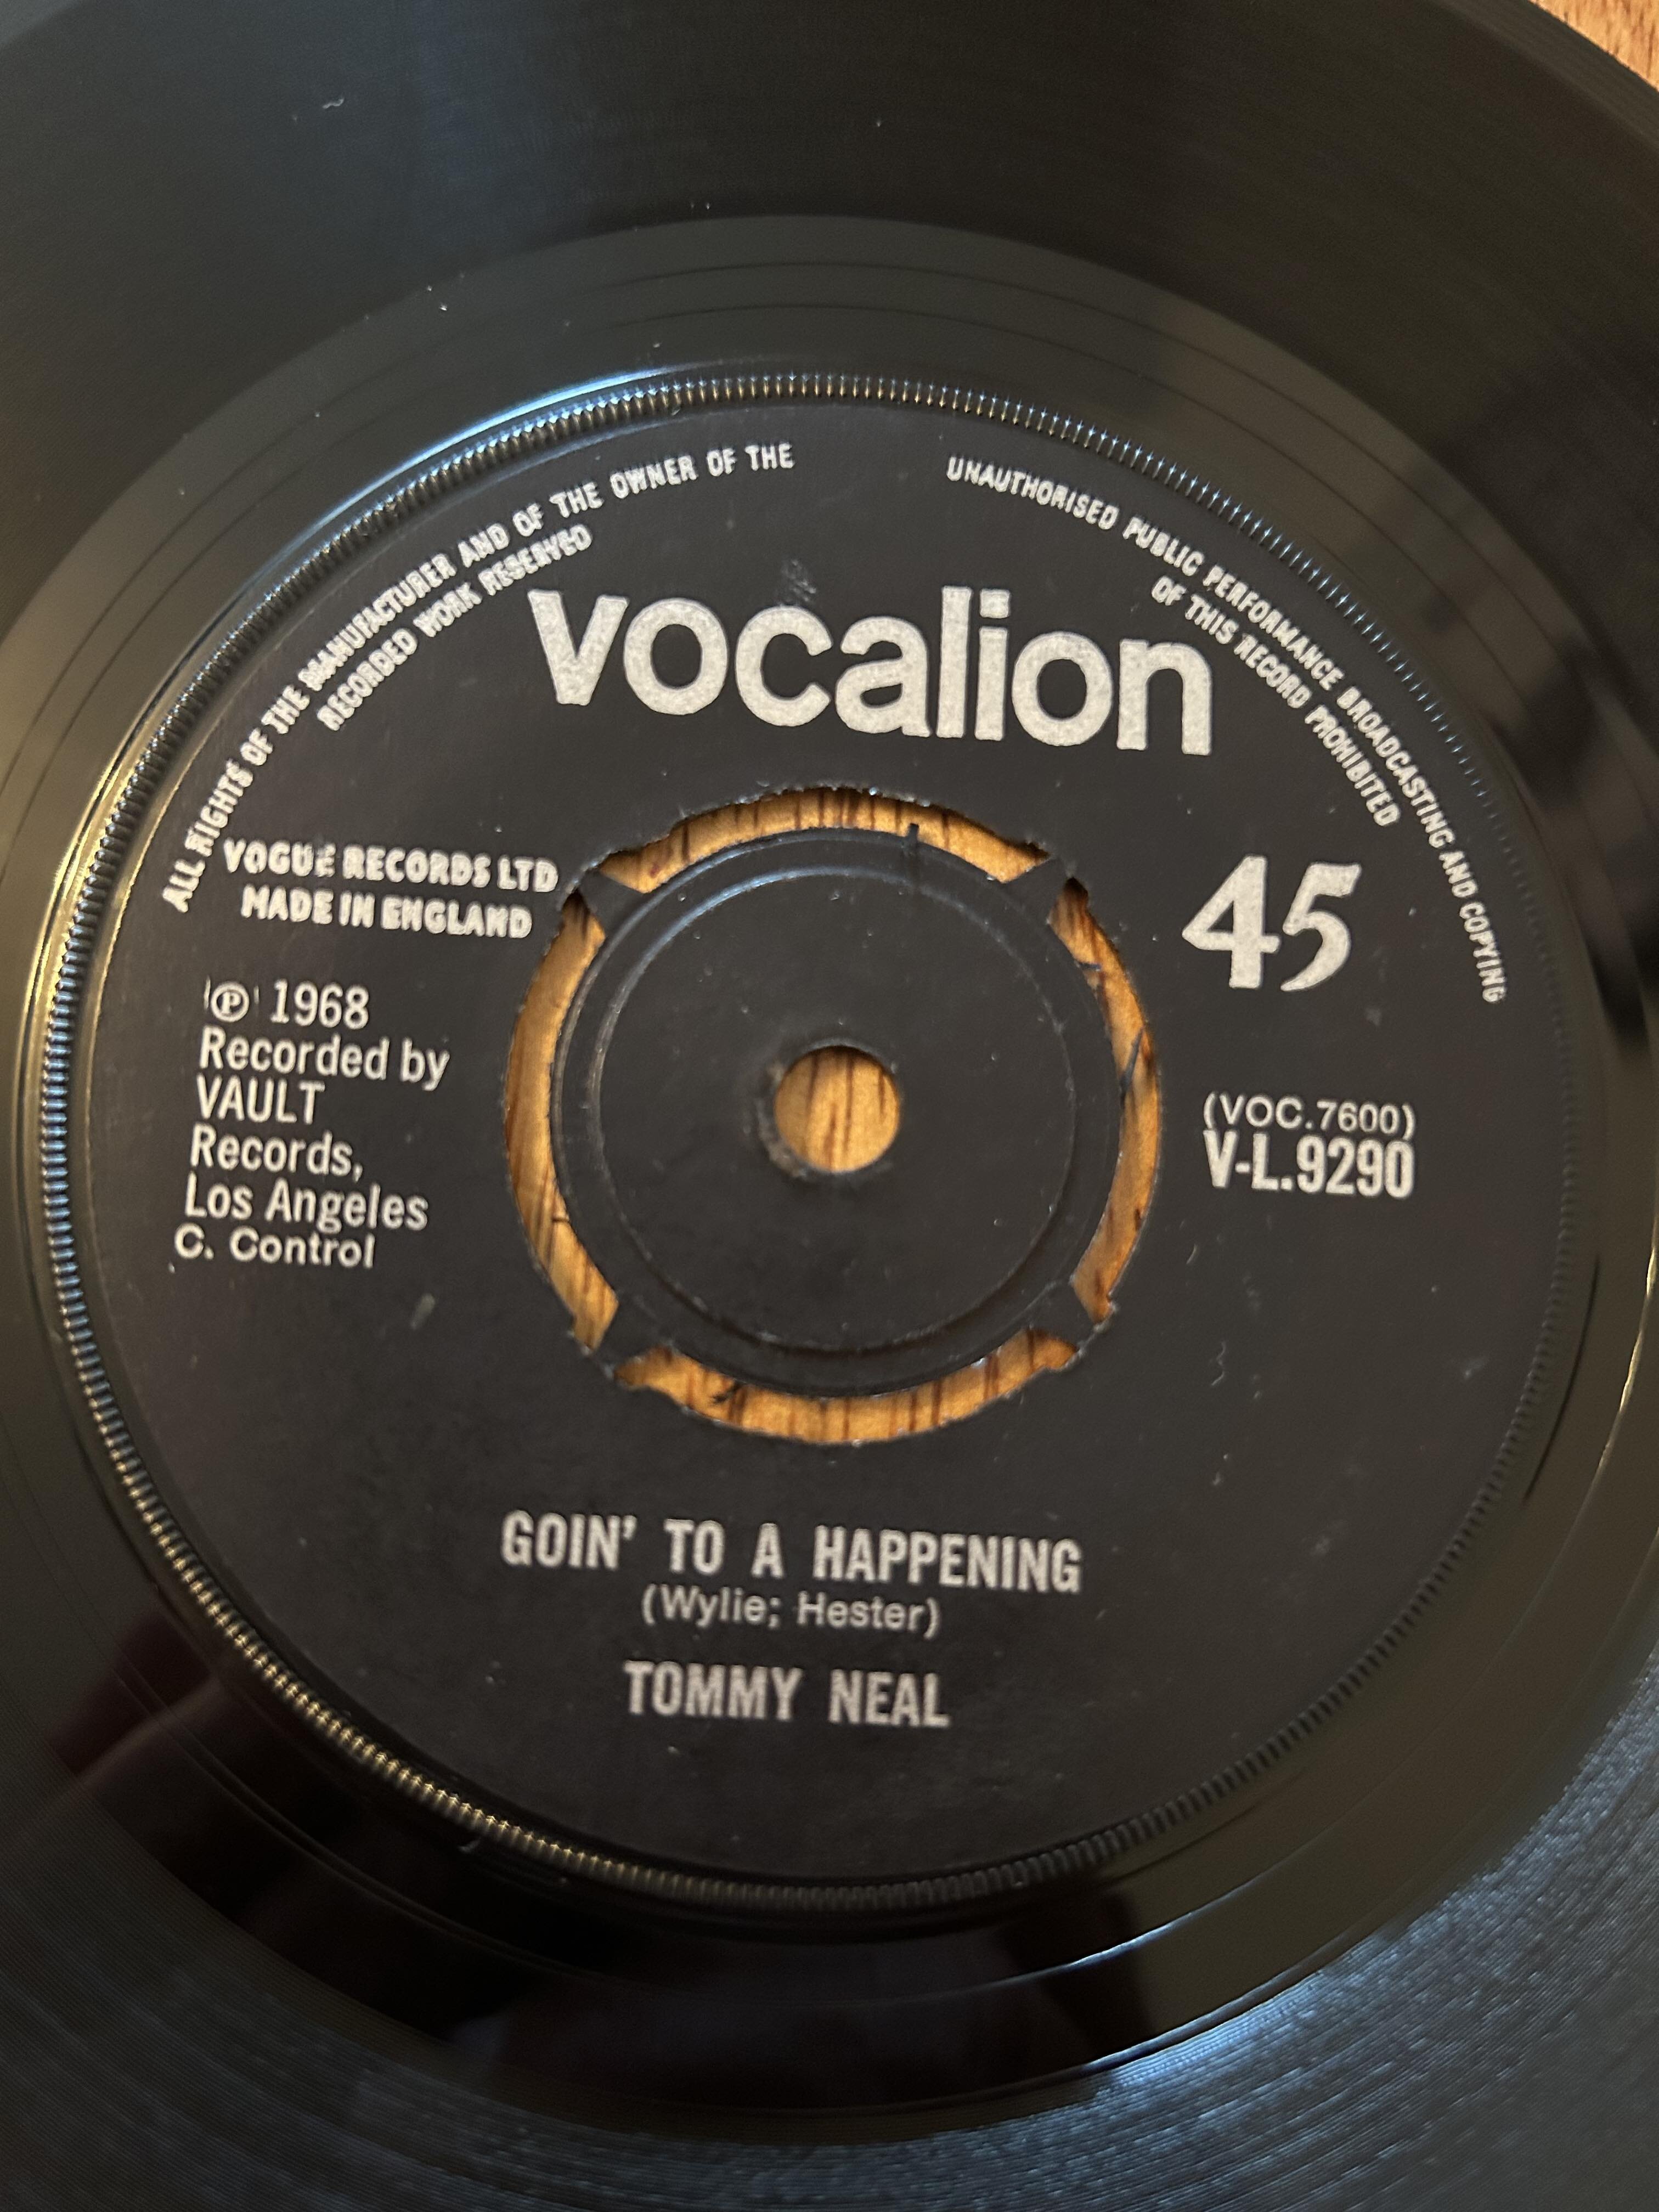 ALL RIGHTS OF THE MANUFACTURER AND OF THE OWNER OF THE
RECORDED WORK RESERVED
UNAUTHORISED PUBLIC PERFORMANCE BROADCASTING AND COPYING
OF THIS RECORD PROHIBITED
vocalion
VOGUE RECORDS LTD
MADE IN ENGLAND
45
℗ 1968
Recorded by
VAULT
Records,
Los Angeles
C. Control
(VOC.7600)
V-L.9290
GOIN' TO A HAPPENING
(Wylie; Hester)
TOMMY NEAL